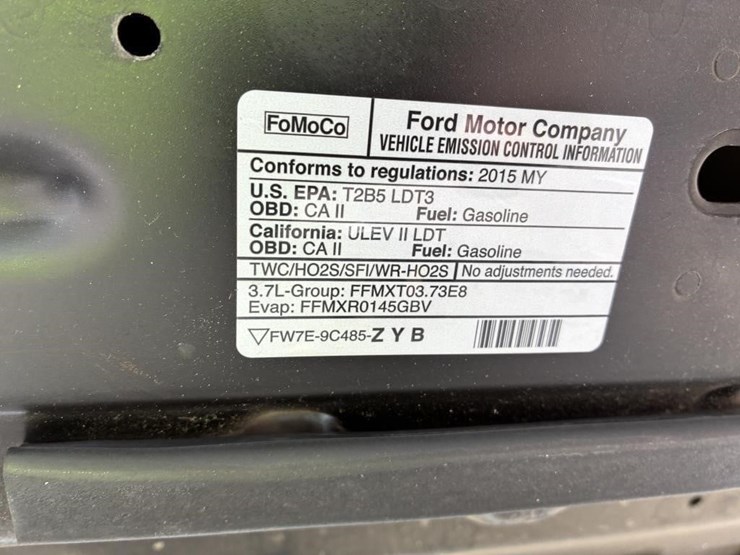 FoMoCo
Ford Motor Company
VEHICLE EMISSION CONTROL INFORMATION
Conforms to regulations: 2015 MY
U.S. EPA: T2B5 LDT3
OBD: CA II Fuel: Gasoline
California: ULEV II LDT
OBD: CA II Fuel: Gasoline
TWC/HO2S/SFI/WR-HO2S No adjustments needed.
3.7L-Group: FFMXT03.73E8
Evap: FFMXR0145GBV
▽FW7E-9C485-Z Y B